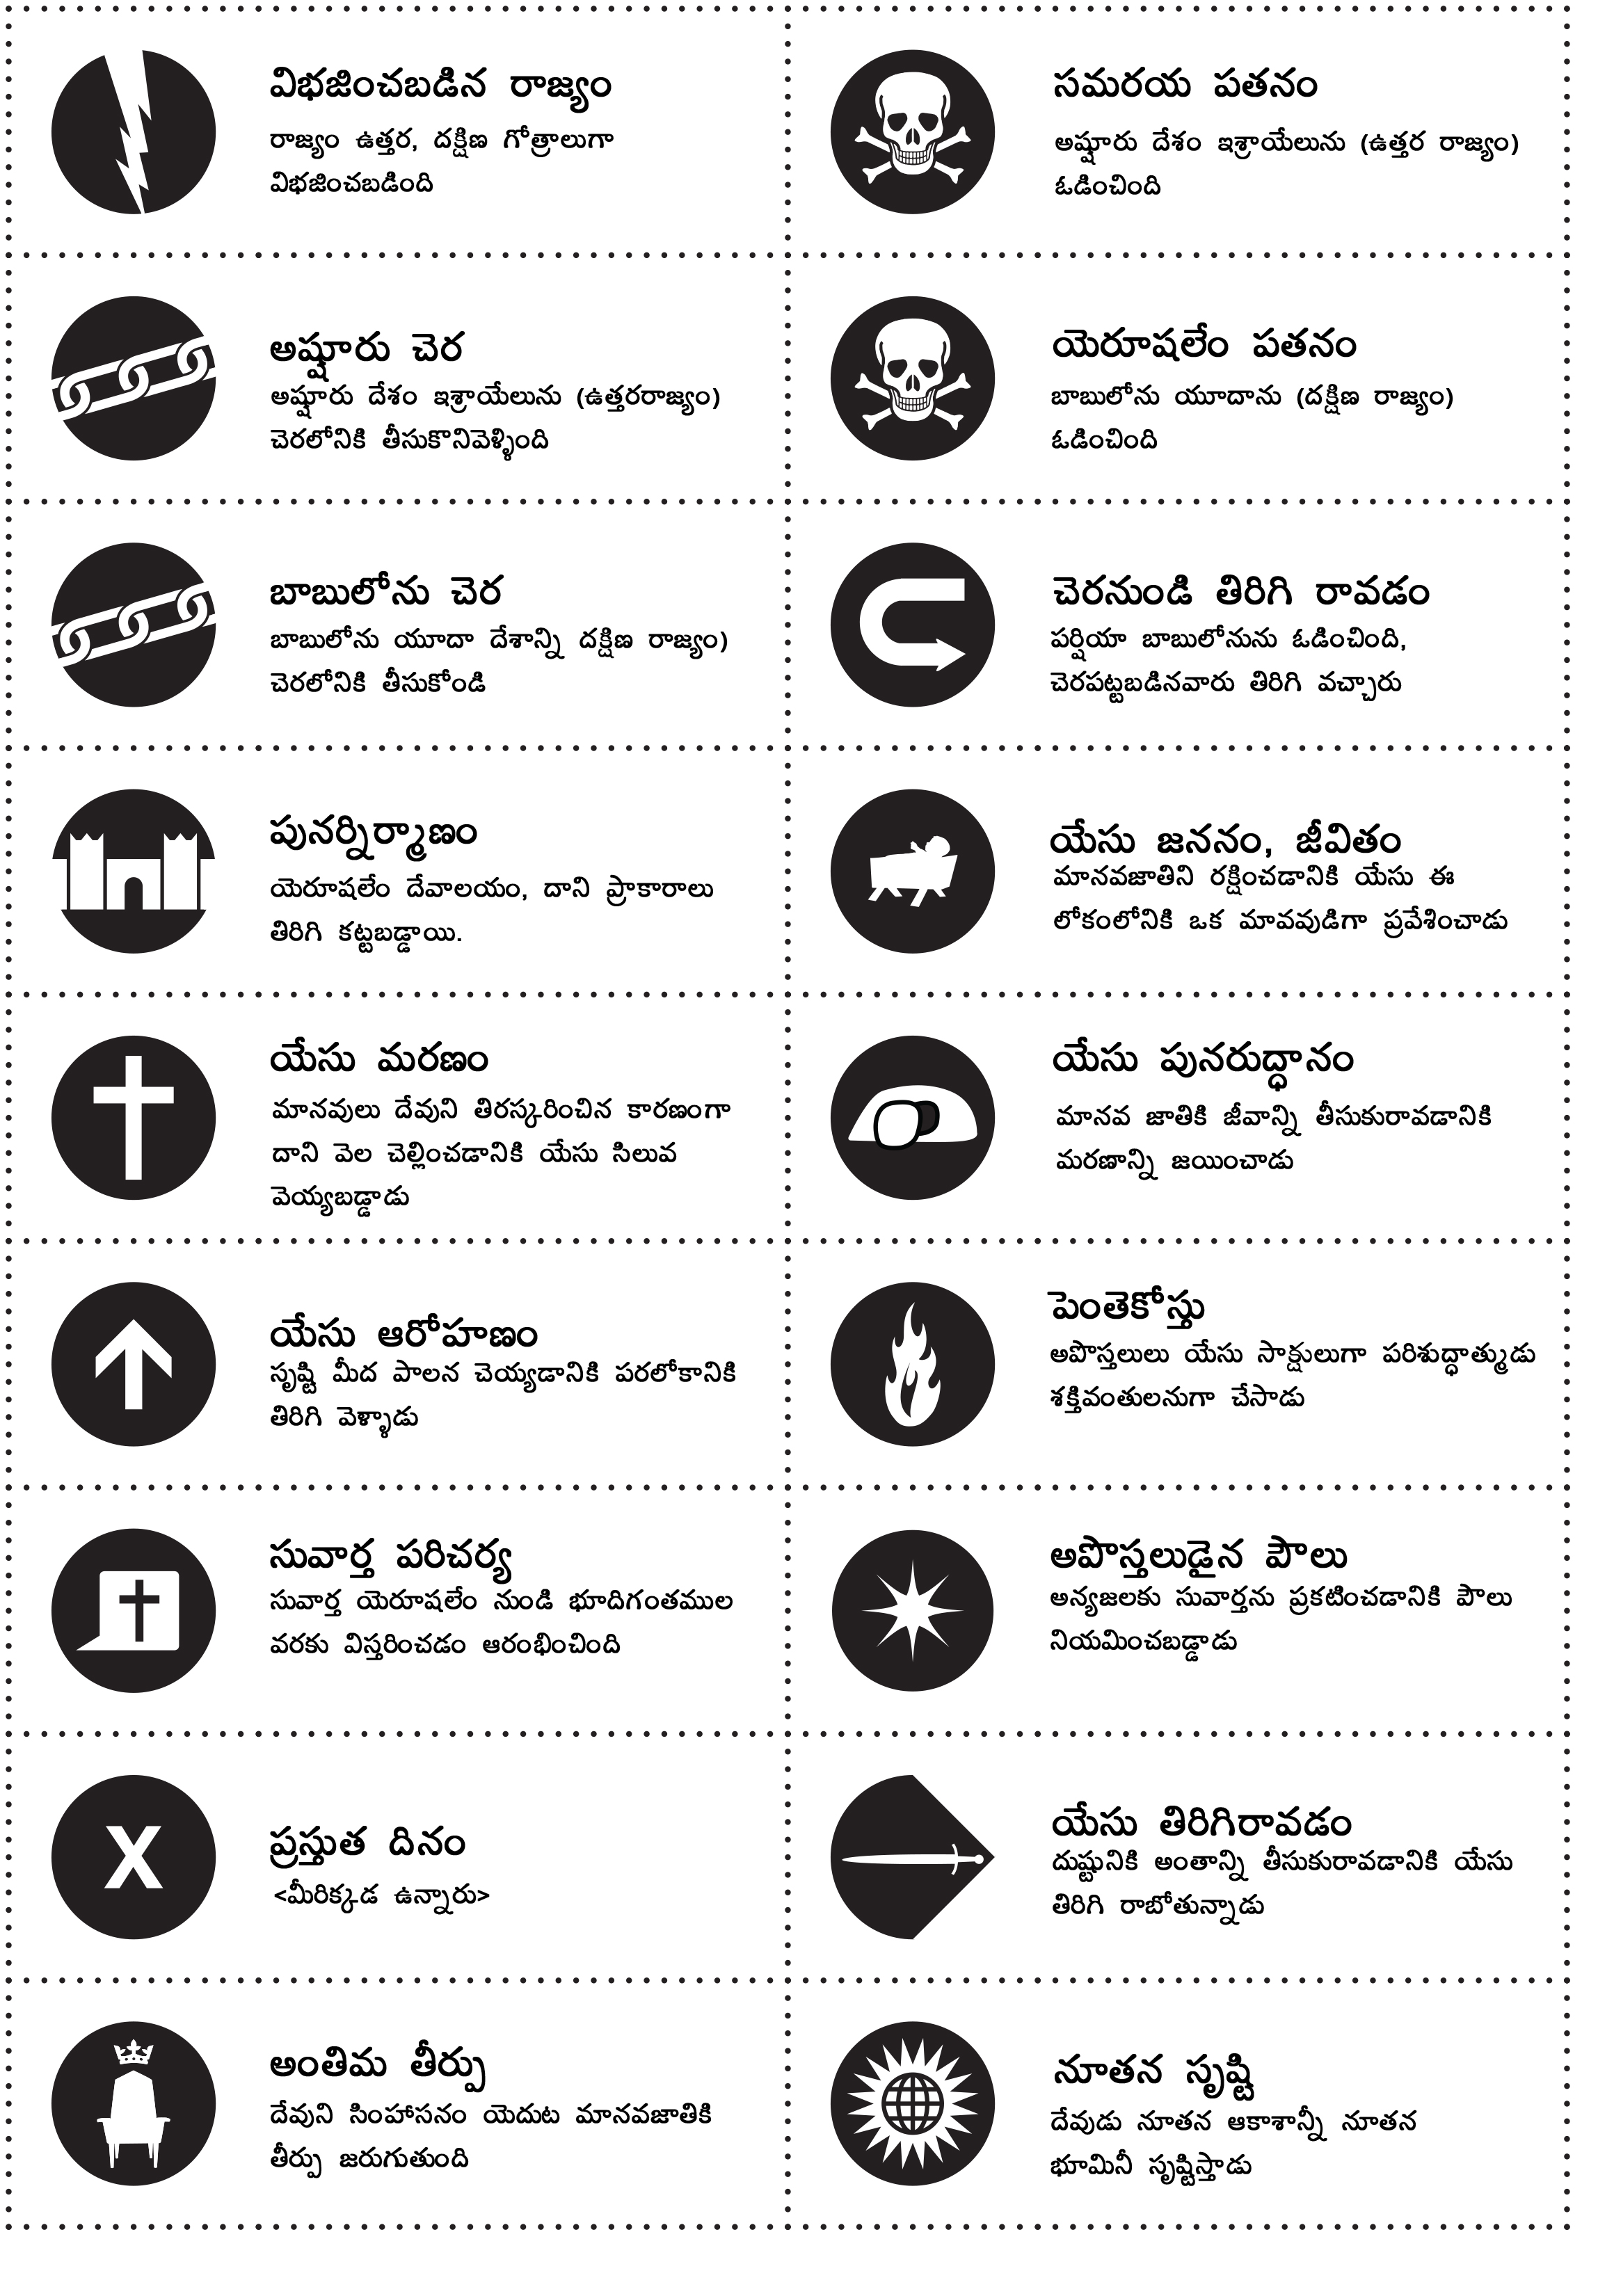 విభజించబడిన రాజ్యం
రాజ్యం ఉత్తర, దక్షిణ గోత్రాలుగా
విభజించబడింది
సమరయ పతనం
అష్షూరు దేశం ఇశ్రాయేలును (ఉత్తర రాజ్యం)
ఓడించింది
అష్షూరు చెర
అష్షూరు దేశం ఇశ్రాయేలును (ఉత్తరరాజ్యం)
చెరలోనికి తీసుకొనివెళ్ళింది
యెరూషలేం పతనం
బాబులోను యూదాను (దక్షిణ రాజ్యం)
ఓడించింది
బాబులోను చెర
బాబులోను యూదా దేశాన్ని దక్షిణ రాజ్యం)
చెరలోనికి తీసుకోండి
చెరనుండి తిరిగి రావడం
పర్షియా బాబులోనును ఓడించింది,
చెరపట్టబడినవారు తిరిగి వచ్చారు
పునర్నిర్మాణం
యెరూషలేం దేవాలయం, దాని ప్రాకారాలు
తిరిగి కట్టబడ్డాయి.
యేసు జననం, జీవితం
మానవజాతిని రక్షించడానికి యేసు ఈ
లోకంలోనికి ఒక మావవుడిగా ప్రవేశించాడు
యేసు మరణం
మానవులు దేవుని తిరస్కరించిన కారణంగా
దాని వెల చెల్లించడానికి యేసు సిలువ
వెయ్యబడ్డాడు
యేసు పునరుద్ధానం
మానవ జాతికి జీవాన్ని తీసుకురావడానికి
మరణాన్ని జయించాడు
యేసు ఆరోహణం
సృష్టి మీద పాలన చెయ్యడానికి పరలోకానికి
తిరిగి వెళ్ళాడు
పెంతెకోస్తు
అపొస్తలులు యేసు సాక్షులుగా పరిశుద్ధాత్ముడు
శక్తివంతులనుగా చేసాడు
సువార్త పరిచర్య
సువార్త యెరూషలేం నుండి భూదిగంతముల
వరకు విస్తరించడం ఆరంభించింది
అపొస్తలుడైన పౌలు
అన్యజలకు సువార్తను ప్రకటించడానికి పౌలు
నియమించబడ్డాడు
X
ప్రస్తుత దినం
<మీరిక్కడ ఉన్నారు>
యేసు తిరిగిరావడం
దుష్టునికి అంతాన్ని తీసుకురావడానికి యేసు
తిరిగి రాబోతున్నాడు
అంతిమ తీర్పు
దేవుని సింహాసనం యెదుట మానవజాతికి
తీర్పు జరుగుతుంది
నూతన సృష్టి
దేవుడు నూతన ఆకాశాన్నీ నూతన
భూమినీ సృష్టిస్తాడు